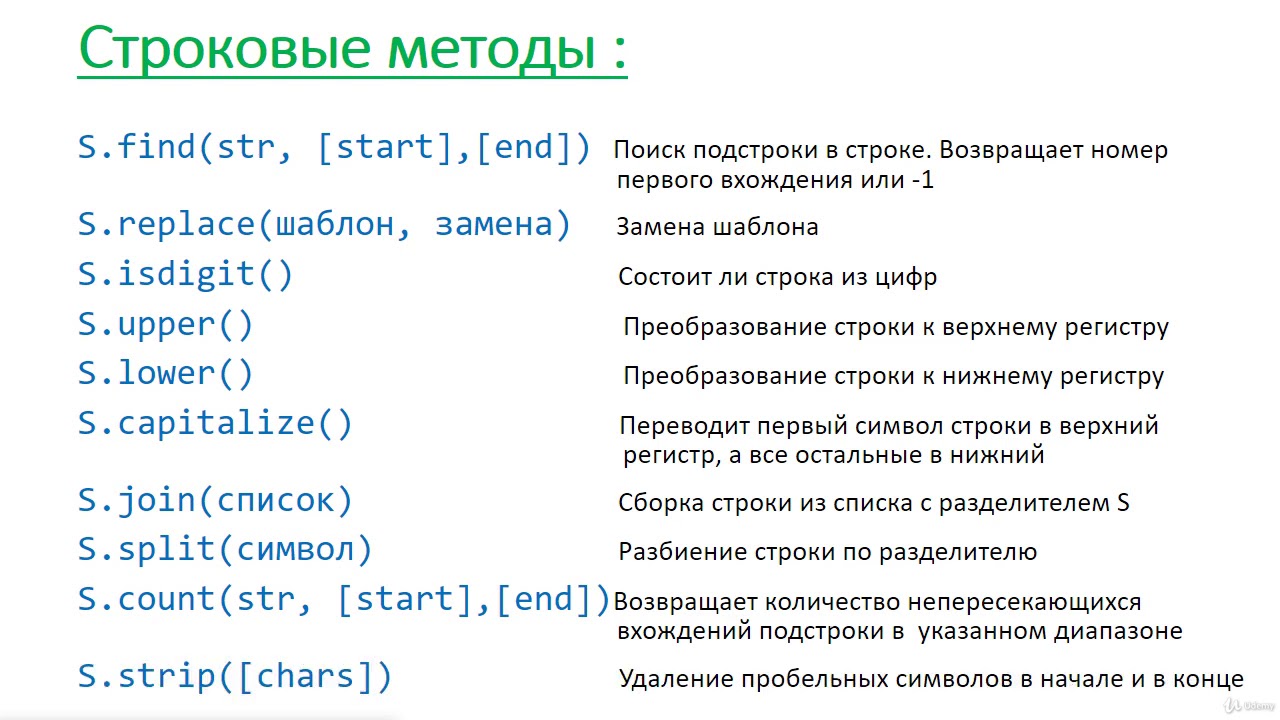 Строковые методы :
S.find(str, [start],[end]) Поиск подстроки в строке. Возвращает номер
первого вхождения или -1
S.replace(шаблон, замена) Замена шаблона
S.isdigit() Состоит ли строка из цифр
S.upper() Преобразование строки к верхнему регистру
S.lower() Преобразование строки к нижнему регистру
S.capitalize() Переводит первый символ строки в верхний
регистр, а все остальные в нижний
S.join(список) Сборка строки из списка с разделителем S
S.split(символ) Разбиение строки по разделителю
S.count(str, [start],[end]) Возвращает количество непересекающихся
вхождений подстроки в указанном диапазоне
S.strip([chars]) Удаление пробельных символов в начале и в конце
Udemy